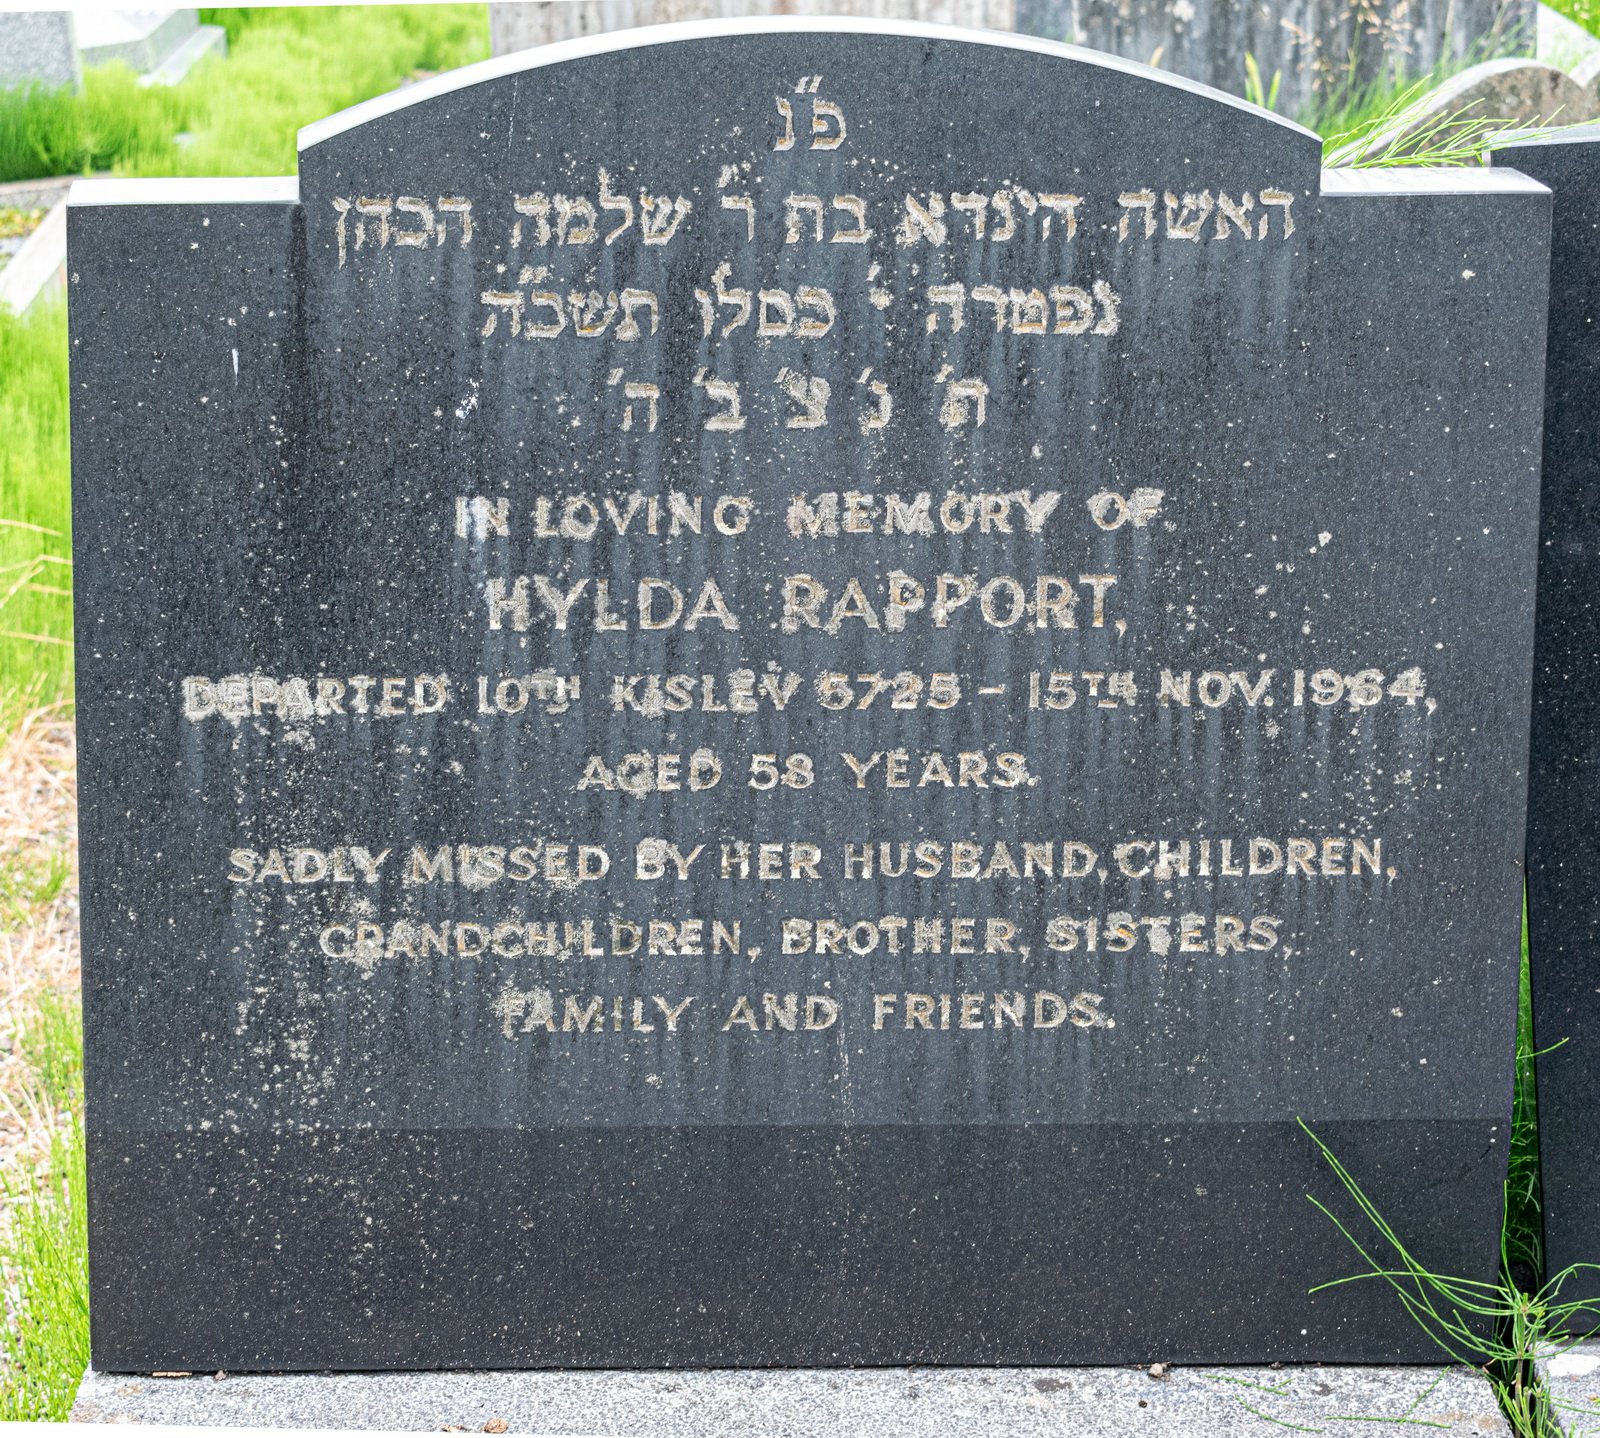 פ״נ
האשה הינדא בת ר׳ שלמה הכהן
נפטרה י׳ כסלו תשכ״ה
ת׳ נ׳ צ׳ ב׳ ה׳
IN LOVING MEMORY OF
HYLDA RAPPORT,
DEPARTED 10TH KISLEV 5725 - 15TH NOV. 1964,
AGED 58 YEARS.
SADLY MISSED BY HER HUSBAND, CHILDREN,
GRANDCHILDREN, BROTHER, SISTERS,
FAMILY AND FRIENDS.